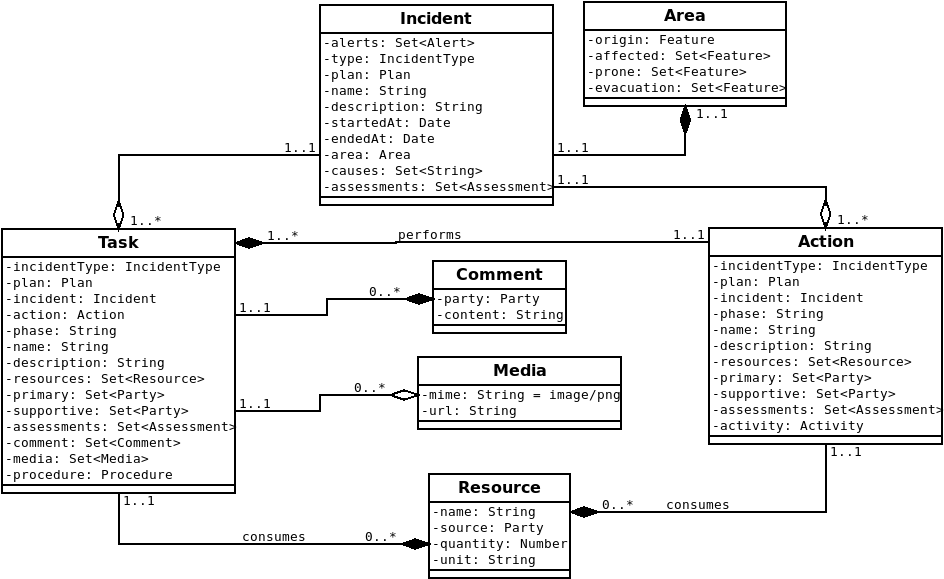 Incident
-alerts: Set<Alert>
-type: IncidentType
-plan: Plan
-name: String
-description: String
-startedAt: Date
-endedAt: Date
-area: Area
-causes: Set<String>
-assessments: Set<Assessment>
Area
-origin: Feature
-affected: Set<Feature>
-prone: Set<Feature>
-evacuation: Set<Feature>
1..1
1..1
1..1
1..1
1..*
1..*
Task
-incidentType: IncidentType
-plan: Plan
-incident: Incident
-action: Action
-phase: String
-name: String
-description: String
-resources: Set<Resource>
-primary: Set<Party>
-supportive: Set<Party>
-assessments: Set<Assessment>
-comment: Set<Comment>
-media: Set<Media>
-procedure: Procedure
1..*
performs
1..1
Action
-incidentType: IncidentType
-plan: Plan
-incident: Incident
-phase: String
-name: String
-description: String
-resources: Set<Resource>
-primary: Set<Party>
-supportive: Set<Party>
-assessments: Set<Assessment>
-activity: Activity
Comment
-party: Party
-content: String
0..*
1..1
Media
-mime: String = image/png
-url: String
0..*
1..1
Resource
-name: String
-source: Party
-quantity: Number
-unit: String
1..1
consumes
0..*
0..*
consumes
1..1